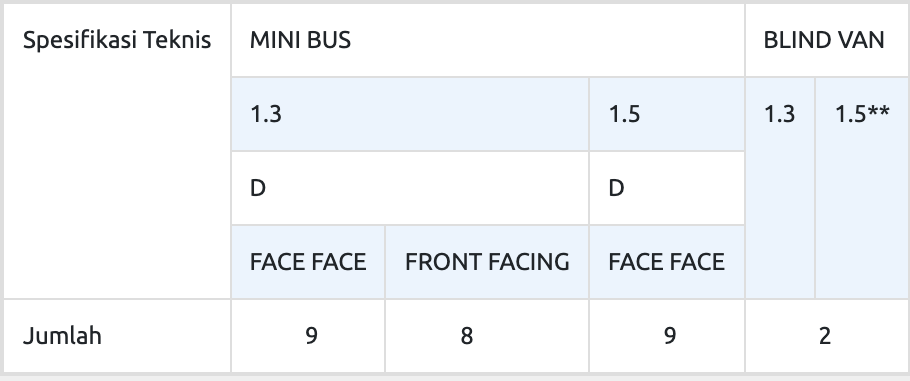 Spesifikasi Teknis MINI BUS BLIND VAN
1.3 1.5 1.3 1.5**
D D
FACE FACE FRONT FACING FACE FACE
Jumlah 9 8 9 2